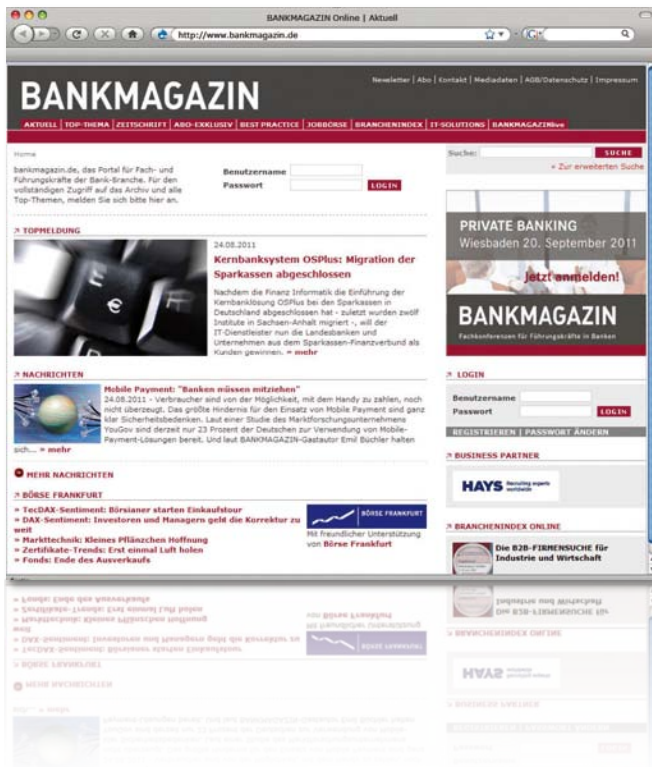 BANKMAGAZIN Online | Aktuell
http://www.bankmagazin.de
Newsletter | Abo | Kontakt | Mediadaten | AGB/Datenschutz | Impressum
BANKMAGAZIN
AKTUELL | TOP-THEMA | ZEITSCHRIFT | ABO-EXKLUSIV | BEST PRACTICE | JOBBÖRSE | BRANCHENINDEX | IT-SOLUTIONS | BANKMAGAZINlive
Home
bankmagazin.de, das Portal für Fach- und
Führungskräfte der Bank-Branche. Für den
vollständigen Zugriff auf das Archiv und alle
Top-Themen, melden Sie sich bitte hier an.
Benutzername
Passwort
LOGIN
Suche:
SUCHE
» Zur erweiterten Suche
TOPMELDUNG
24.08.2011
Kernbanksystem OSPlus: Migration der
Sparkassen abgeschlossen
Nachdem die Finanz Informatik die Einführung der
Kernbanklösung OSPlus bei den Sparkassen in
Deutschland abgeschlossen hat - zuletzt wurden zwölf
Institute in Sachsen-Anhalt migriert -, will der
IT-Dienstleister nun die Landesbanken und
Unternehmen aus dem Sparkassen-Finanzverbund als
Kunden gewinnen. » mehr
PRIVATE BANKING
Wiesbaden 20. September 2011
Jetzt anmelden!
BANKMAGAZIN
Fachkonferenzen für Führungskräfte in Banken
NACHRICHTEN
Mobile Payment: "Banken müssen mitziehen"
24.08.2011 - Verbraucher sind von der Möglichkeit, mit dem Handy zu zahlen, noch
nicht überzeugt. Das größte Hindernis für den Einsatz von Mobile Payment sind ganz
klar Sicherheitsbedenken. Laut einer Studie des Marktforschungsunternehmens
YouGov sind derzeit nur 23 Prozent der Deutschen zur Verwendung von Mobile-
Payment-Lösungen bereit. Und laut BANKMAGAZIN-Gastautor Emil Büchler halten
sich... » mehr
MEHR NACHRICHTEN
LOGIN
Benutzername
Passwort
LOGIN
REGISTRIEREN | PASSWORT ÄNDERN
BUSINESS PARTNER
HAYS Recruiting experts
worldwide
BÖRSE FRANKFURT
» TecDAX-Sentiment: Börsianer starten Einkaufstour
» DAX-Sentiment: Investoren und Managern geld die Korrektur zu
weit
» Markttechnik: Kleines Pflänzchen Hoffnung
» Zertifikate-Trends: Erst einmal Luft holen
» Fonds: Ende des Ausverkaufs
BÖRSE FRANKFURT
Mit freundlicher Unterstützung
von Börse Frankfurt
BRANCHENINDEX ONLINE
Die B2B-FIRMENSUCHE für
Industrie und Wirtschaft